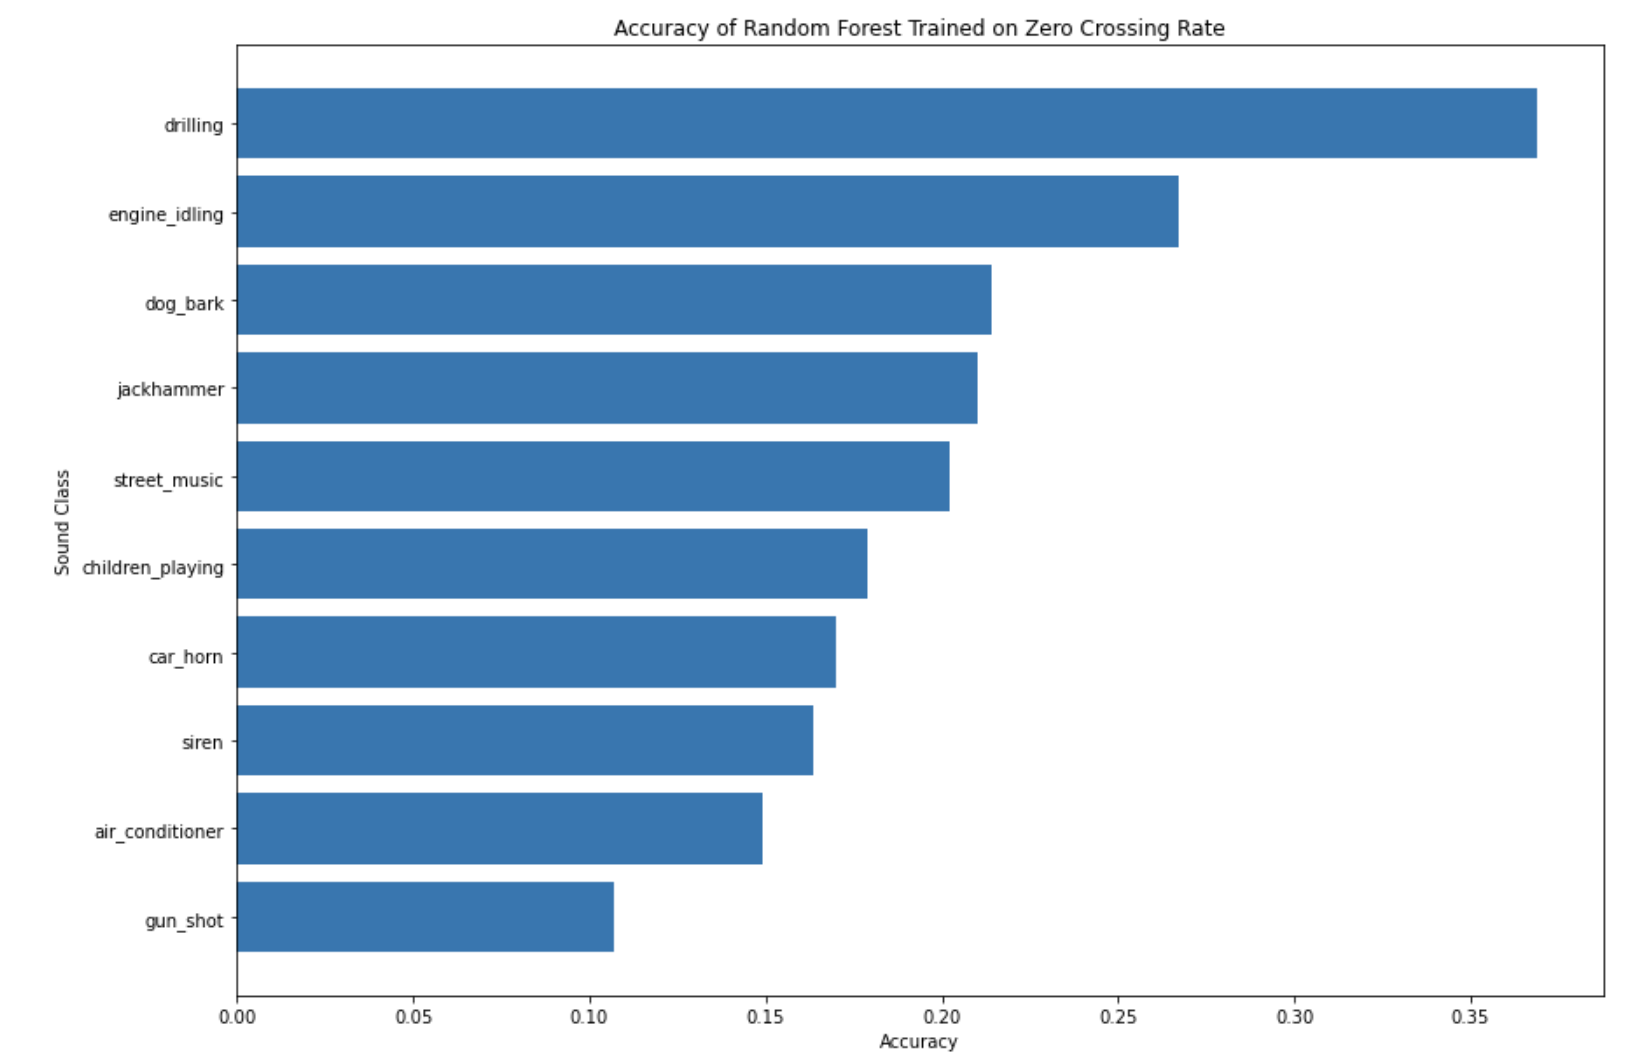 Accuracy of Random Forest Trained on Zero Crossing Rate
drilling
engine_idling
dog_bark
jackhammer
street_music
children_playing
car_horn
siren
air_conditioner
gun_shot
Sound Class
0.00 0.05 0.10 0.15 0.20 0.25 0.30 0.35
Accuracy